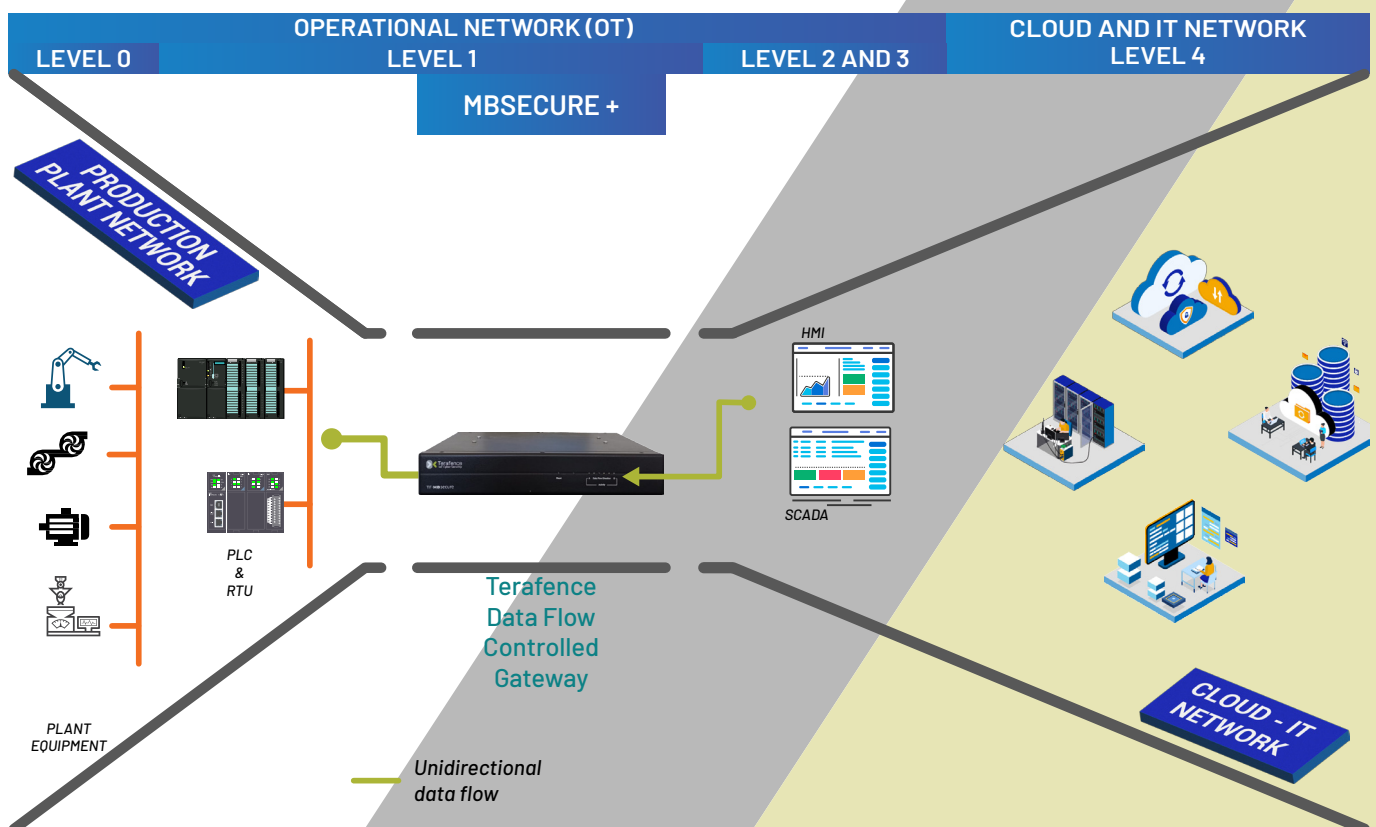 OPERATIONAL NETWORK (OT)
CLOUD AND IT NETWORK
LEVEL 0
LEVEL 1
LEVEL 2 AND 3
LEVEL 4
MBSECURE +
PRODUCTION
PLANT NETWORK
HMI
SCADA
PLC
&
RTU
Terafence
Terafence
Data Flow
Controlled
Gateway
PLANT
EQUIPMENT
Unidirectional
data flow
CLOUD - IT
NETWORK